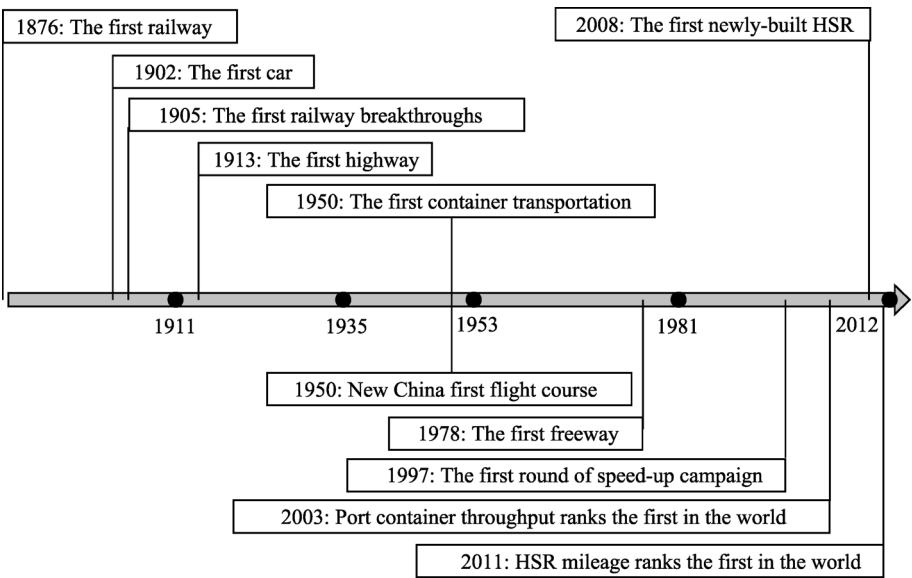 1876: The first railway
2008: The first newly-built HSR
1902: The first car
1905: The first railway breakthroughs
1913: The first highway
1950: The first container transportation
1911
1935
1953
1981
2012
1950: New China first flight course
1978: The first freeway
1997: The first round of speed-up campaign
2003: Port container throughput ranks the first in the world
2011: HSR mileage ranks the first in the world